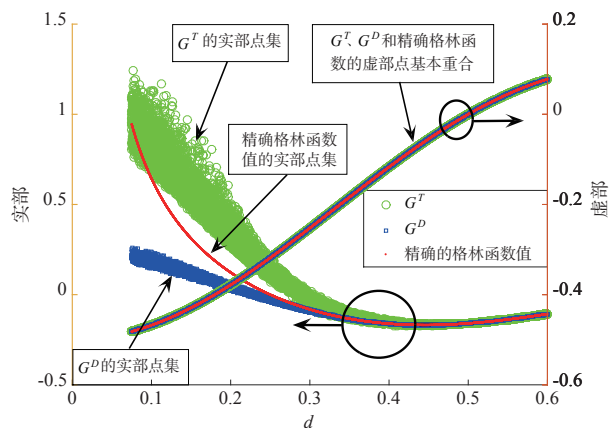 1.5
1
0.5
0
-0.5
实部
0
0.1
0.2
0.3
0.4
0.5
0.6
d
0.2
0
-0.2
-0.4
-0.6
虚部
G^T 的实部点集
G^T、G^D 和精确格林函
数的虚部点基本重合
精确格林函数
值的实部点集
G^D的实部点集
G^T
G^D
精确的格林函数值